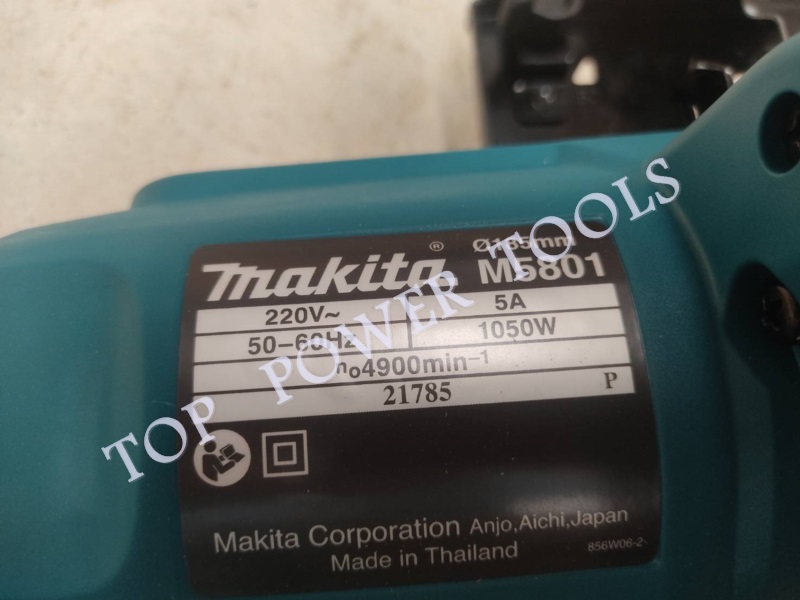 makita ® Ø185mm
M5801
220V~ 5A
50-60Hz 1050W
n₀4900min⁻¹
21785 P
Makita Corporation Anjo,Aichi,Japan
Made in Thailand 856W06-2
TOP POWER TOOLS